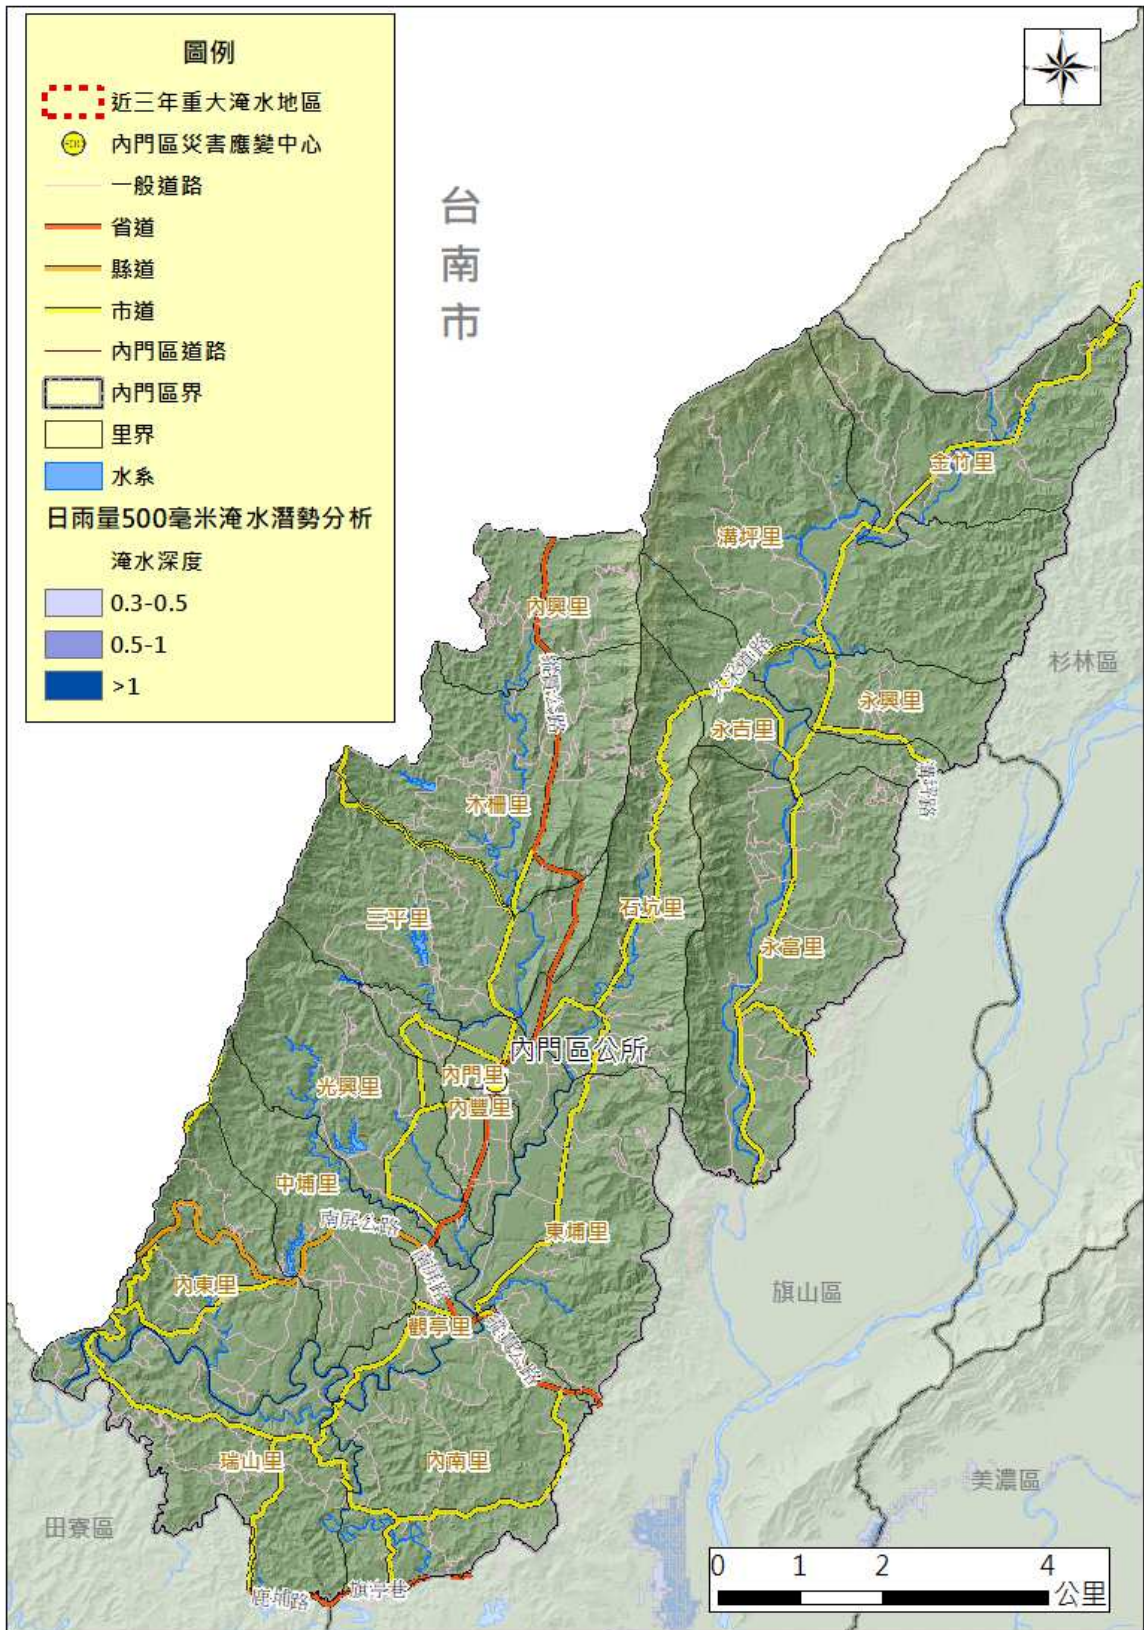 圖例
近三年重大淹水地區
內門區災害應變中心
一般道路
省道
縣道
市道
內門區道路
內門區界
里界
水系
日雨量500毫米淹水潛勢分析
淹水深度
0.3-0.5
0.5-1
>1
台南市
金竹里
溝坪里
內興里
杉林區
永興里
永吉里
木柵里
石坑里
三平里
永富里
內門區公所
內門里
光興里
內豐里
中埔里
南屏公路
東埔里
內東里
旗山區
觀亭里
瑞山里
內南里
美濃區
田寮區
旗亭巷
0 1 2 4
公里